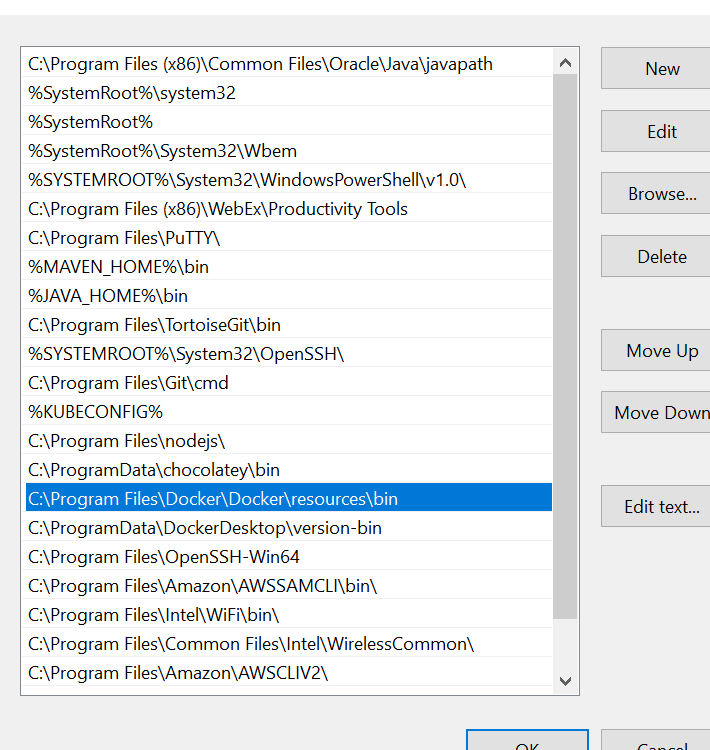 C:\Program Files (x86)\Common Files\Oracle\Java\javapath
%SystemRoot%\system32
%SystemRoot%
%SystemRoot%\System32\Wbem
%SYSTEMROOT%\System32\WindowsPowerShell\v1.0\
C:\Program Files (x86)\WebEx\Productivity Tools
C:\Program Files\PuTTY\
%MAVEN_HOME%\bin
%JAVA_HOME%\bin
C:\Program Files\TortoiseGit\bin
%SYSTEMROOT%\System32\OpenSSH\
C:\Program Files\Git\cmd
%KUBECONFIG%
C:\Program Files\nodejs\
C:\ProgramData\chocolatey\bin
C:\Program Files\Docker\Docker\resources\bin
C:\ProgramData\DockerDesktop\version-bin
C:\Program Files\OpenSSH-Win64
C:\Program Files\Amazon\AWSSAMCLI\bin\
C:\Program Files\Intel\WiFi\bin\
C:\Program Files\Common Files\Intel\WirelessCommon\
C:\Program Files\Amazon\AWSCLIV2\
New
Edit
Browse...
Delete
Move Up
Move Down
Edit text...
OK
Cancel